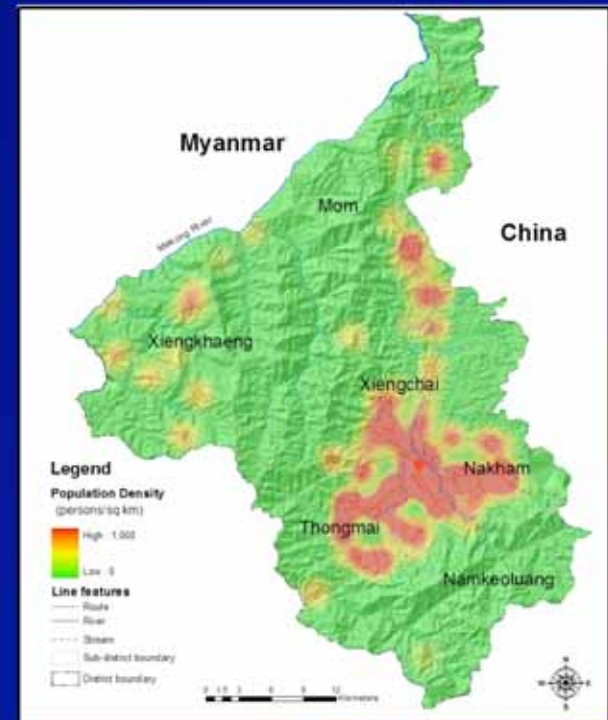 Myanmar
Mom
China
Mekong River
Xiengkhaeng
Xiengchai
Nakham
Thongmai
Namkeoluang
Legend
Population Density
(persons/sq km)
High : 1,000
Low : 0
Line features
Route
River
Stream
Sub-district boundary
District boundary
Kilometers
N
W E
S